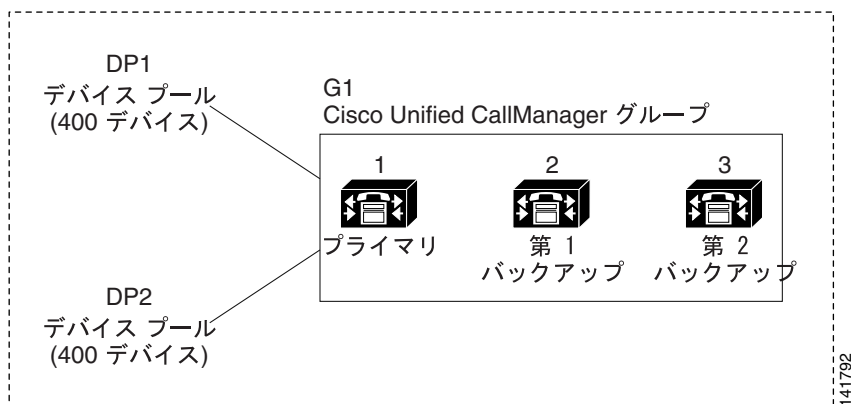 DP1
デバイス プール
(400 デバイス)
G1
Cisco Unified CallManager グループ
1
2
3
プライマリ
第 1
バックアップ
第 2
バックアップ
DP2
デバイス プール
(400 デバイス)
141792